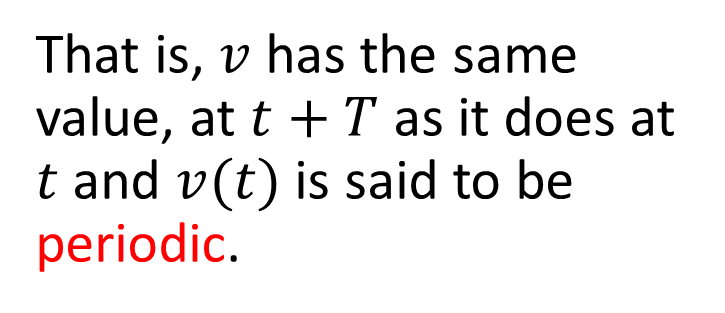 That is, 𝑣 has the same
value, at 𝑡 + 𝑇 as it does at
𝑡 and 𝑣(𝑡) is said to be
periodic.